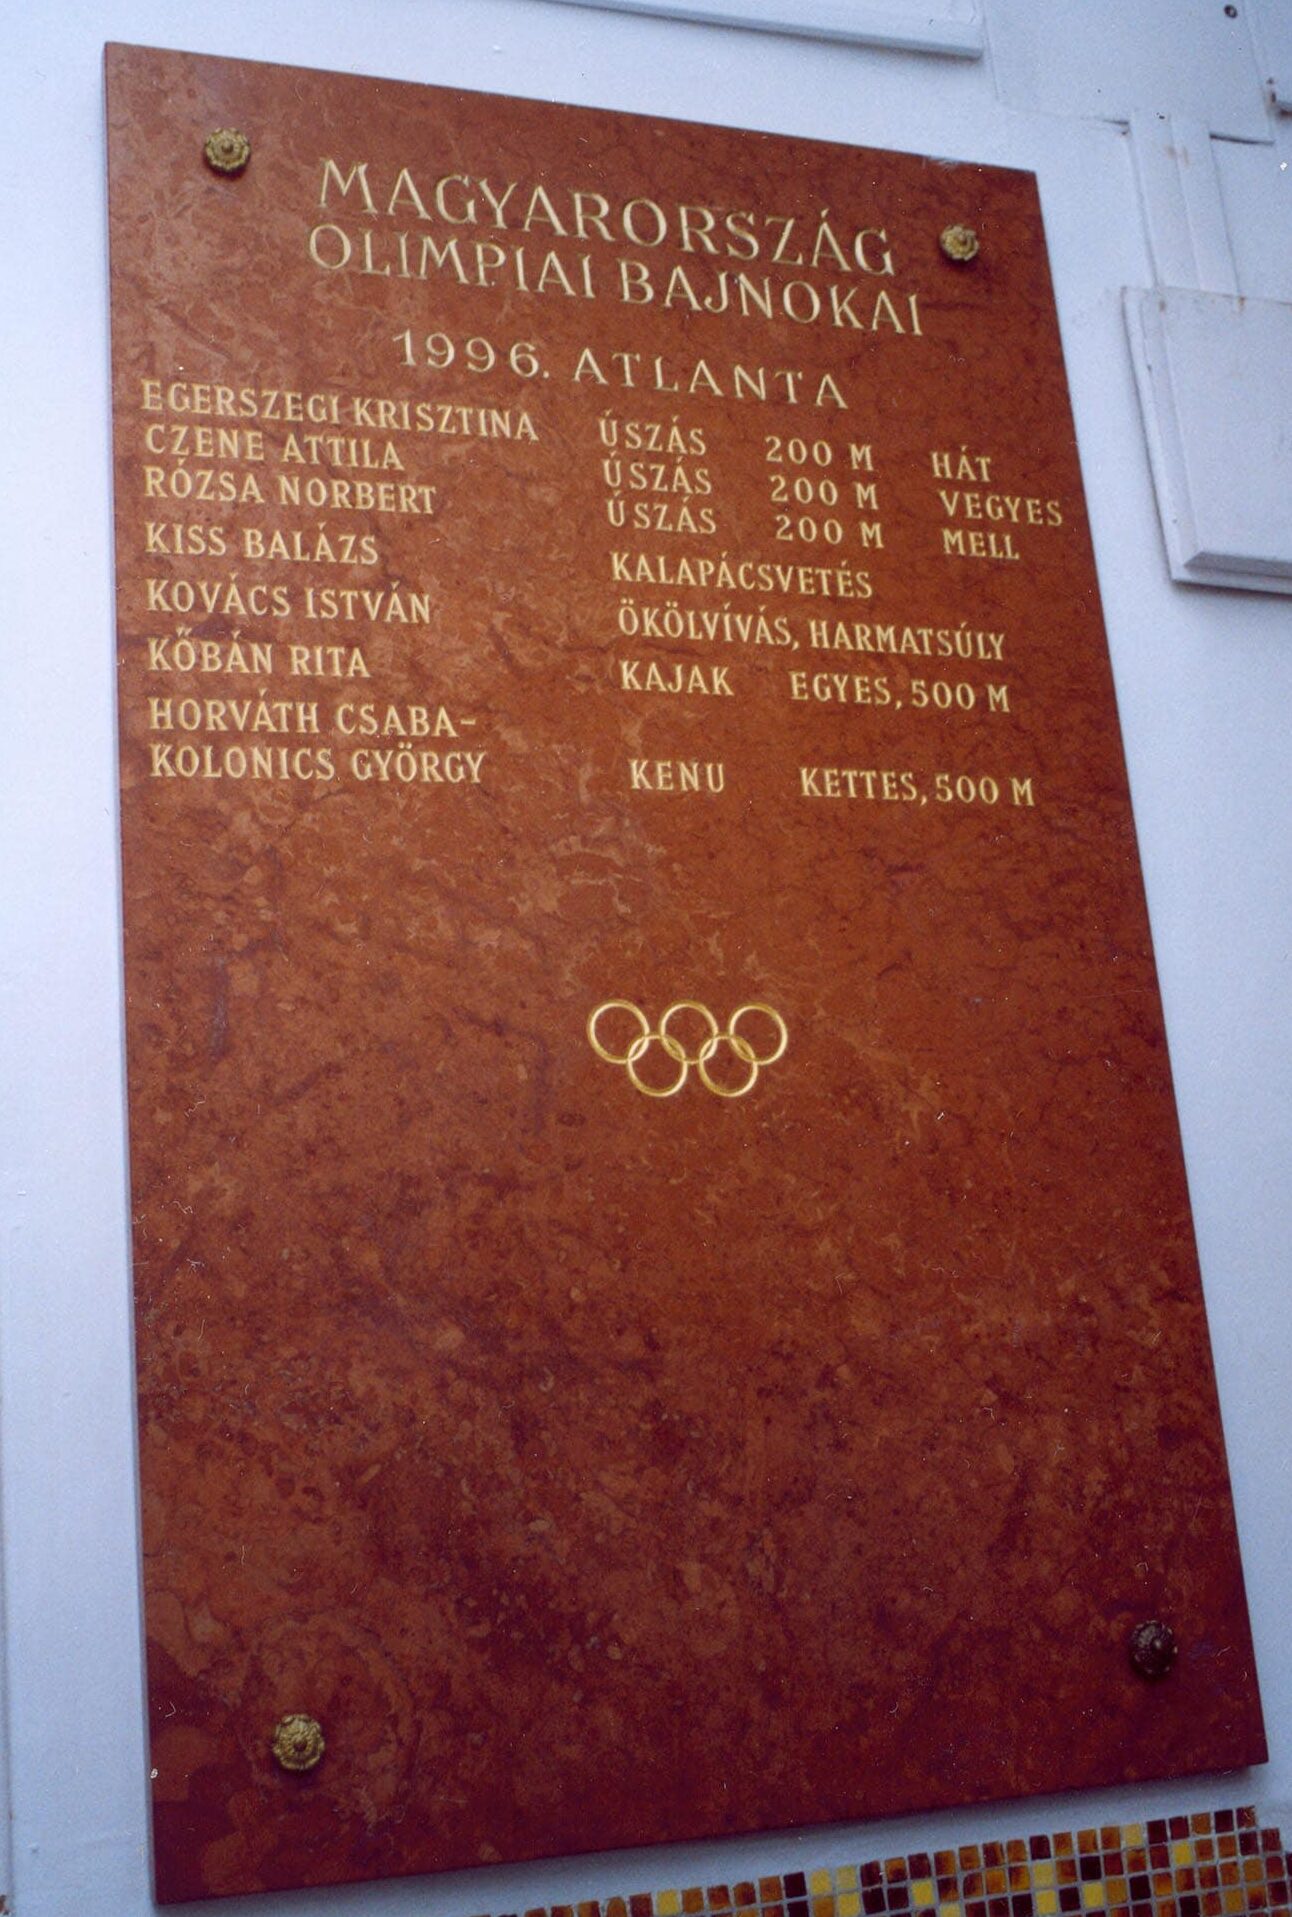 MAGYARORSZÁG
OLIMPIAI BAJNOKAI
1996. ATLANTA
EGERSZEGI KRISZTINA ÚSZÁS 200 M HÁT
CZENE ATTILA ÚSZÁS 200 M VEGYES
RÓZSA NORBERT ÚSZÁS 200 M MELL
KISS BALÁZS KALAPÁCSVETÉS
KOVÁCS ISTVÁN ÖKÖLVÍVÁS, HARMATSÚLY
KŐBÁN RITA KAJAK EGYES, 500 M
HORVÁTH CSABA-
KOLONICS GYÖRGY KENU KETTES, 500 M